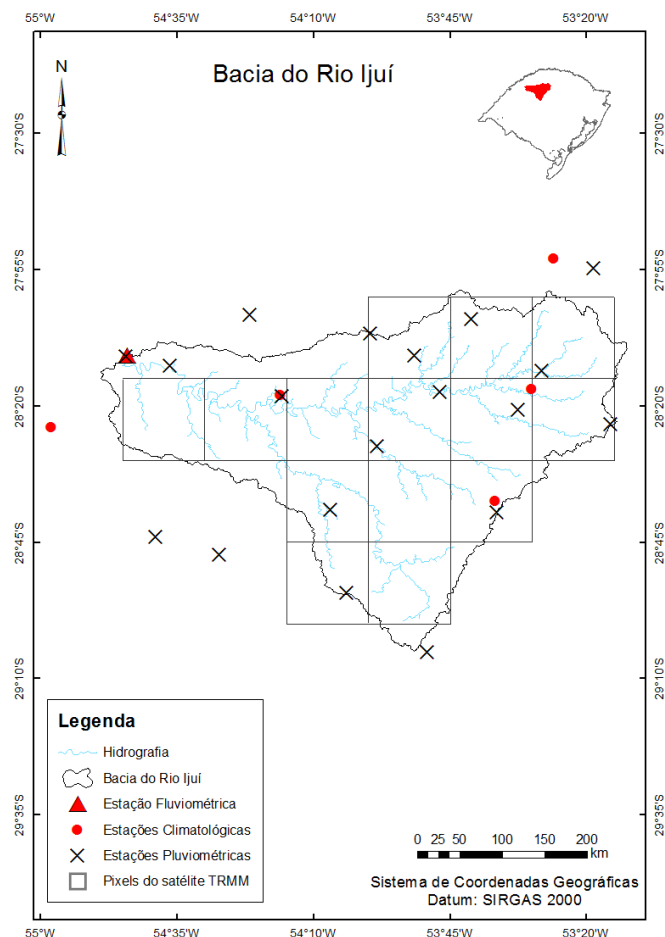 55°W 54°35'W 54°10'W 53°45'W 53°20'W
N
Bacia do Rio Ijuí
27°30'S 27°30'S
27°55'S 27°55'S
28°20'S 28°20'S
28°45'S 28°45'S
29°10'S 29°10'S
29°35'S 29°35'S
Legenda
Hidrografia
Bacia do Rio Ijuí
Estação Fluviométrica
Estações Climatológicas
Estações Pluviométricas
Pixels do satélite TRMM
0 25 50 100 150 200
km
Sistema de Coordenadas Geográficas
Datum: SIRGAS 2000
55°W 54°35'W 54°10'W 53°45'W 53°20'W